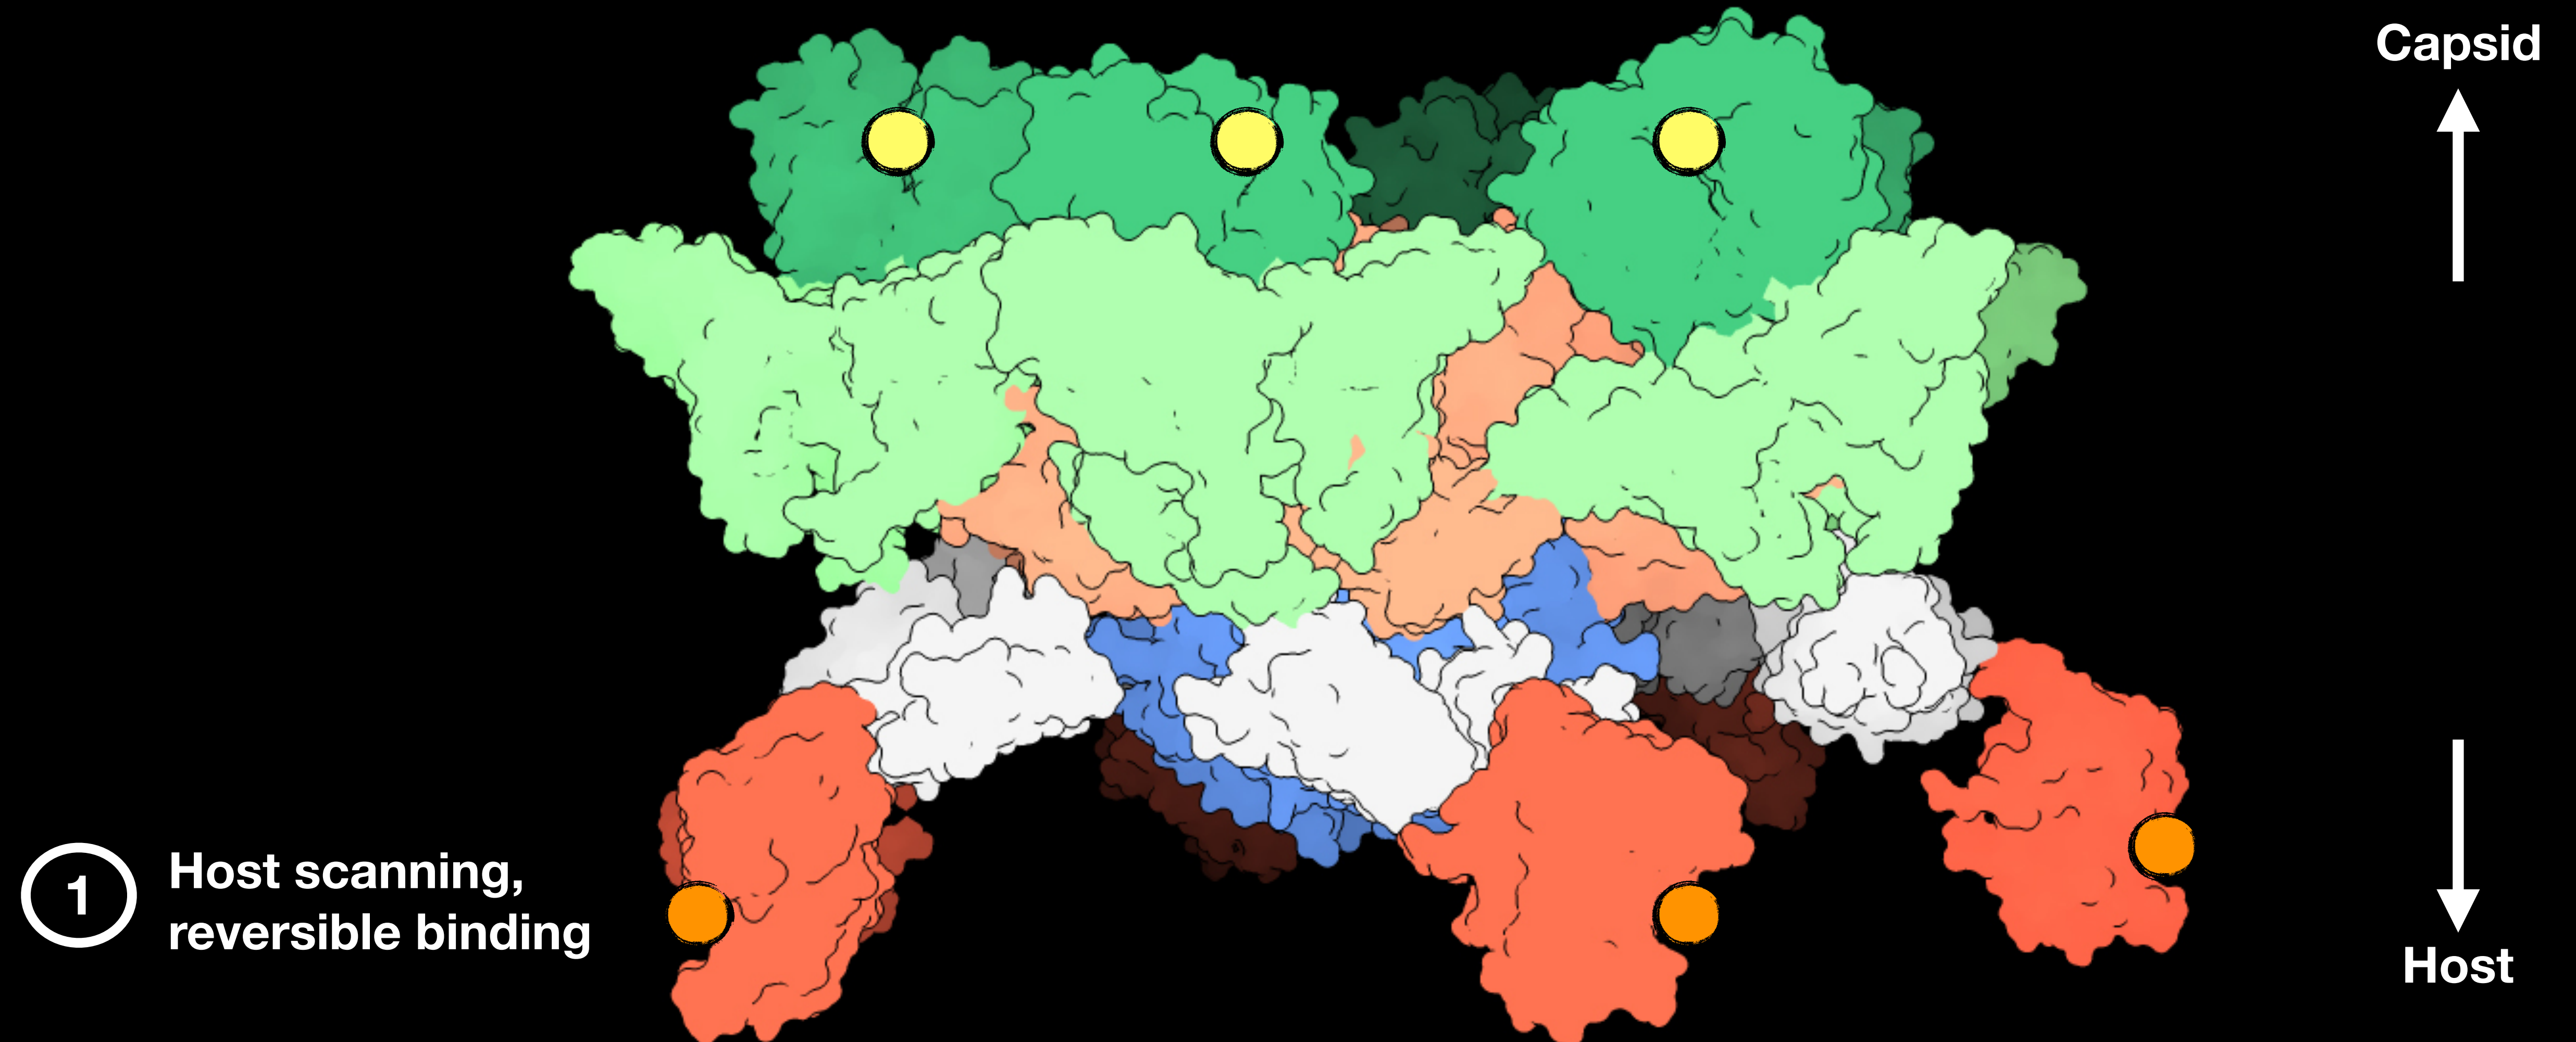 Capsid
1
Host scanning,
reversible binding
Host